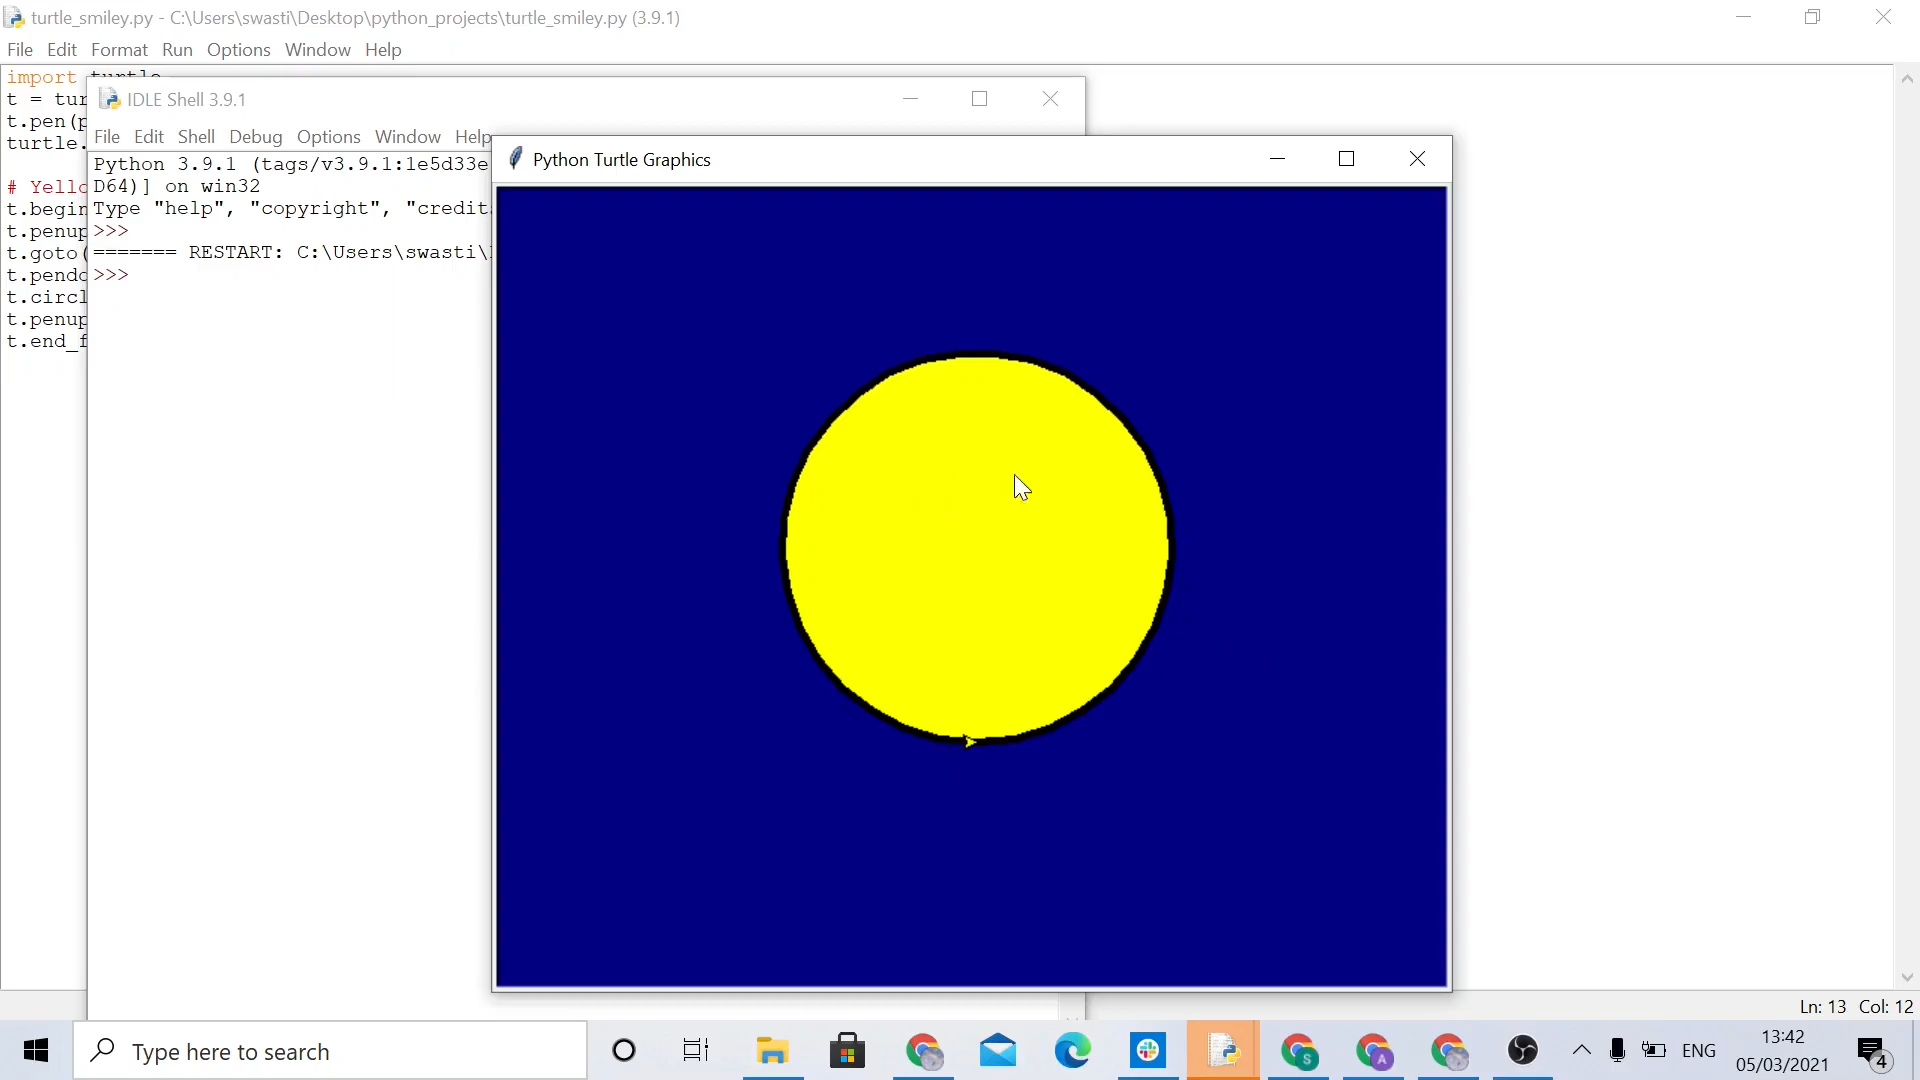 turtle_smiley.py - C:\Users\swasti\Desktop\python_projects\turtle_smiley.py (3.9.1)
File Edit Format Run Options Window Help
import turtle
t = tur
t.pen(p
turtle.
# Yello
t.begin
t.penup
t.goto(
t.pendo
t.circl
t.penup
t.end_f
IDLE Shell 3.9.1
File Edit Shell Debug Options Window Help
Python 3.9.1 (tags/v3.9.1:1e5d33e
D64)] on win32
Type "help", "copyright", "credits
>>>
======= RESTART: C:\Users\swasti\
>>>
Python Turtle Graphics
Ln: 13 Col: 12
Type here to search
S
A
ENG
13:42
05/03/2021
4